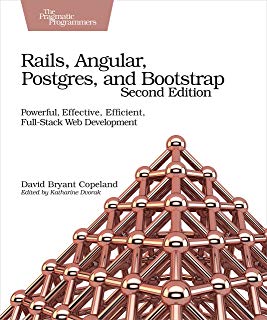 The
Pragmatic
Programmers
Rails, Angular,
Postgres, and Bootstrap
Second Edition
Powerful, Effective, Efficient,
Full-Stack Web Development
David Bryant Copeland
Edited by Katharine Dvorak